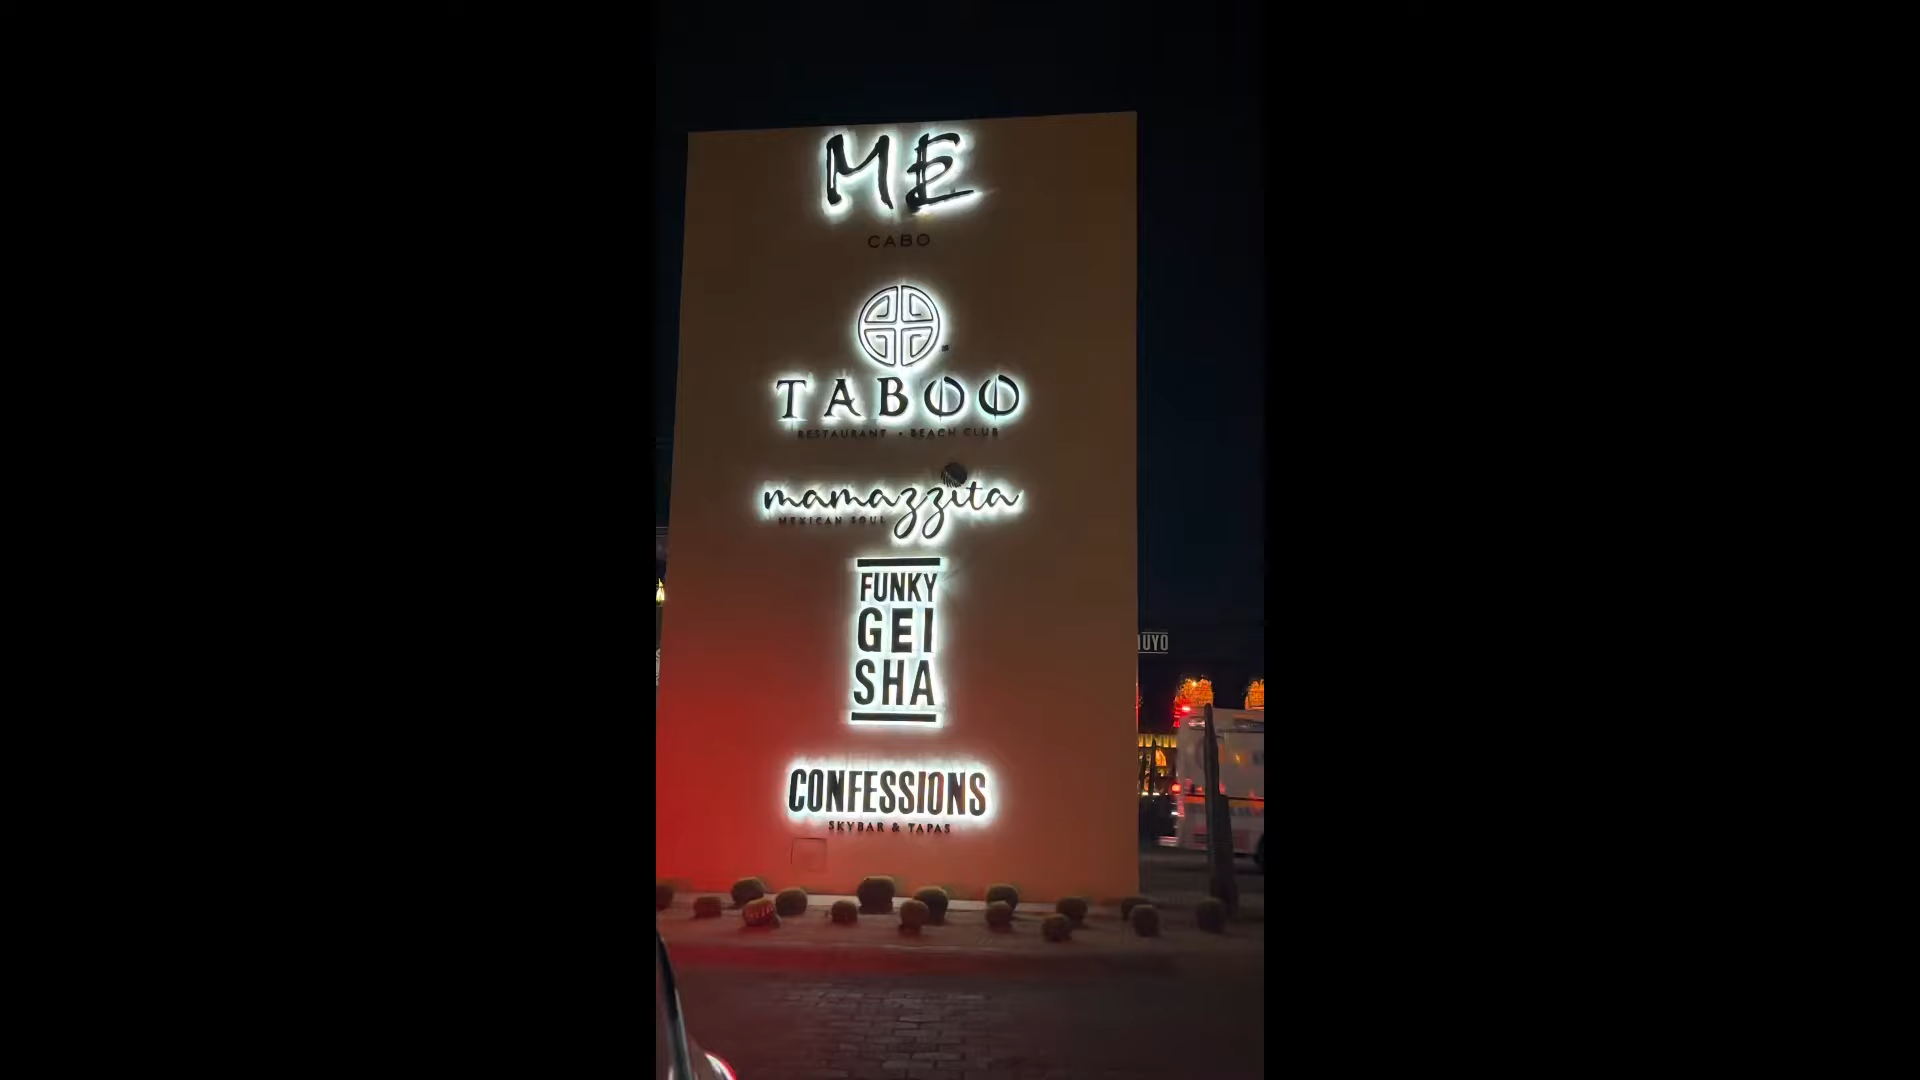 ME
CABO
TABOO
RESTAURANT • BEACH CLUB
mamazzita
MEXICAN SOUL
FUNKY
GEI
SHA
CONFESSIONS
SKYBAR & TAPAS